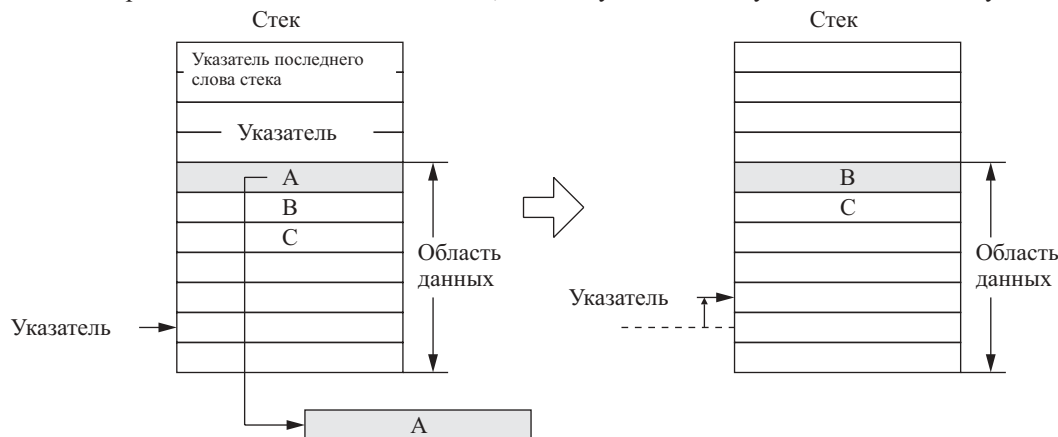 Стек
Указатель последнего
слова стека
Указатель
A
B
C
Область
данных
Указатель
A
Стек
B
C
Область
данных
Указатель